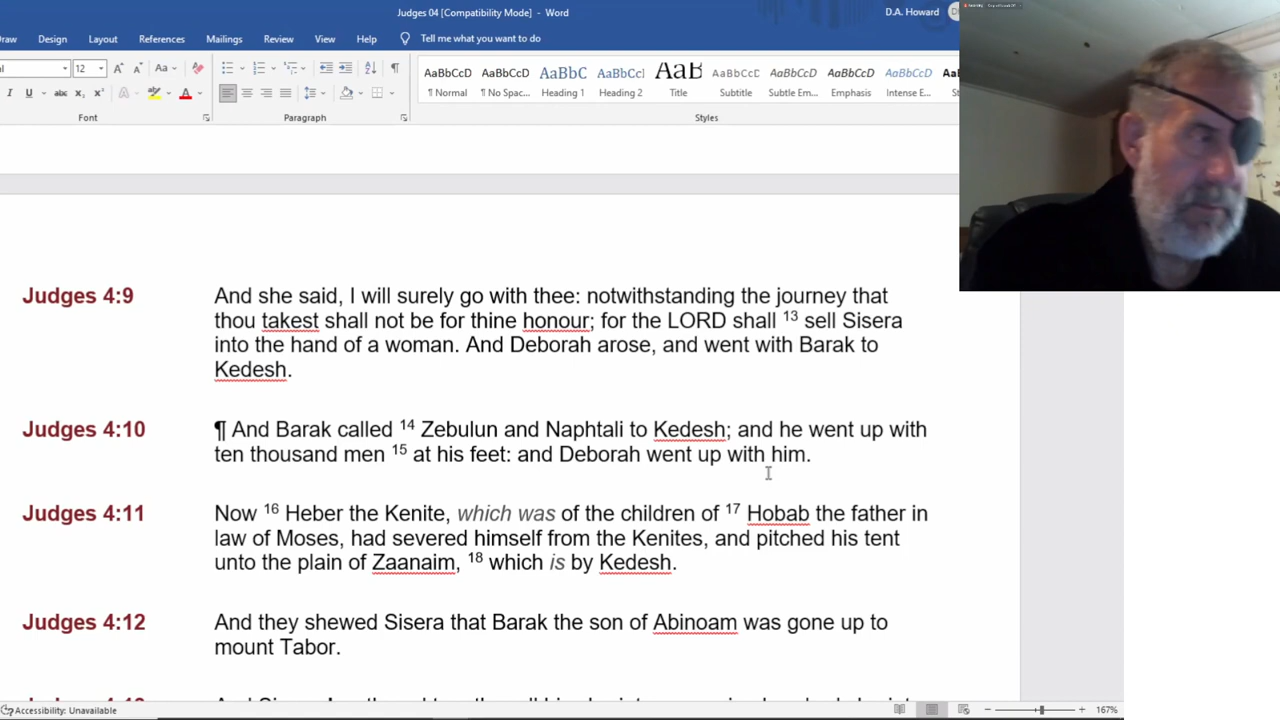 Judges 04 [Compatibility Mode] - Word
D.A. Howard
Draw Design Layout References Mailings Review View Help Tell me what you want to do
12
AaBbCcD AaBbCcD AaBbC AaBbCcC AaB AaBbCcD AaBbCcD AaBbCcD AaBbCcD
¶ Normal ¶ No Spac... Heading 1 Heading 2 Title Subtitle Subtle Em... Emphasis Intense E...
Font Paragraph Styles
Judges 4:9 And she said, I will surely go with thee: notwithstanding the journey that
thou takest shall not be for thine honour; for the LORD shall 13 sell Sisera
into the hand of a woman. And Deborah arose, and went with Barak to
Kedesh.
Judges 4:10 ¶ And Barak called 14 Zebulun and Naphtali to Kedesh; and he went up with
ten thousand men 15 at his feet: and Deborah went up with him.
Judges 4:11 Now 16 Heber the Kenite, which was of the children of 17 Hobab the father in
law of Moses, had severed himself from the Kenites, and pitched his tent
unto the plain of Zaanaim, 18 which is by Kedesh.
Judges 4:12 And they shewed Sisera that Barak the son of Abinoam was gone up to
mount Tabor.
Accessibility: Unavailable
167%